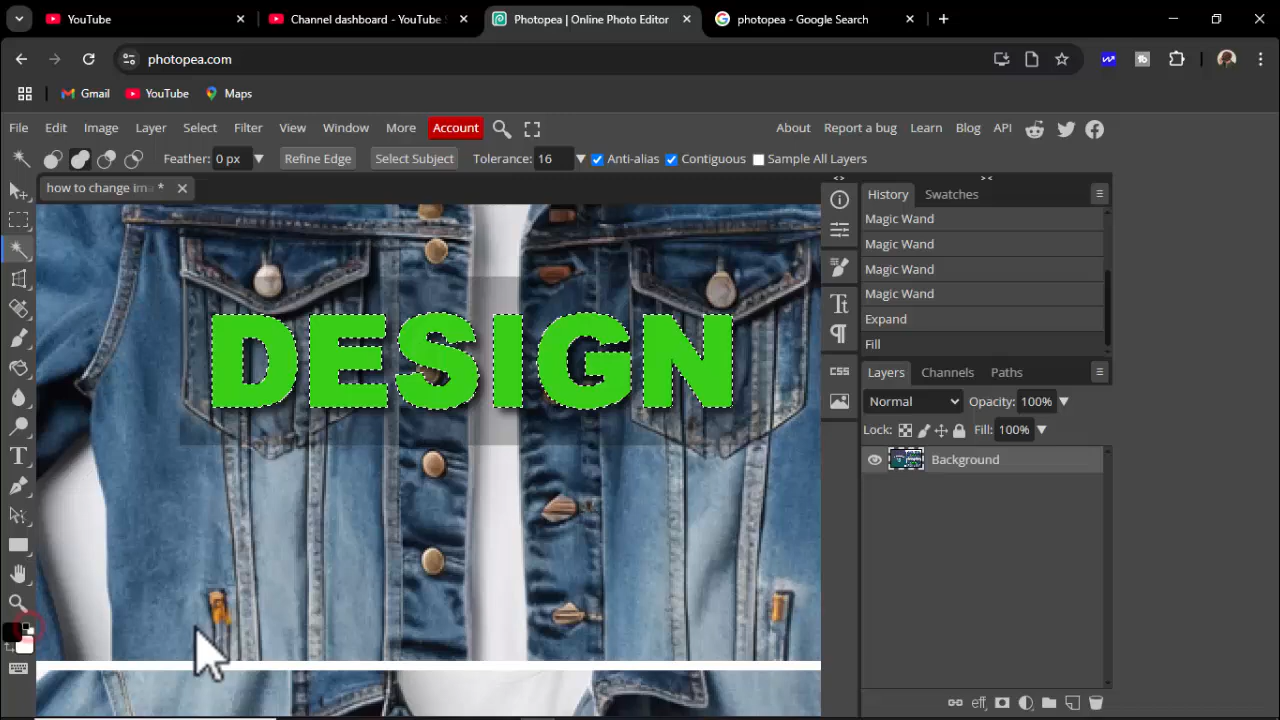 YouTube
Channel dashboard - YouTube S
Photopea | Online Photo Editor
photopea - Google Search
photopea.com
Gmail
YouTube
Maps
File
Edit
Image
Layer
Select
Filter
View
Window
More
Account
About
Report a bug
Learn
Blog
API
Feather:
0 px
Refine Edge
Select Subject
Tolerance:
16
Anti-alias
Contiguous
Sample All Layers
how to change ima *
History
Swatches
Magic Wand
Magic Wand
Magic Wand
Magic Wand
Expand
Fill
CSS
Layers
Channels
Paths
Normal
Opacity:
100%
Lock:
Fill:
100%
Background
eff
DESIGN